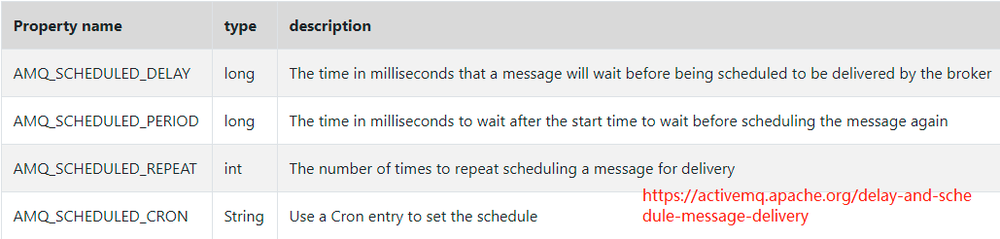 Property name type description
AMQ_SCHEDULED_DELAY long The time in milliseconds that a message will wait before being scheduled to be delivered by the broker
AMQ_SCHEDULED_PERIOD long The time in milliseconds to wait after the start time to wait before scheduling the message again
AMQ_SCHEDULED_REPEAT int The number of times to repeat scheduling a message for delivery
AMQ_SCHEDULED_CRON String Use a Cron entry to set the schedule
https://activemq.apache.org/delay-and-sche
dule-message-delivery